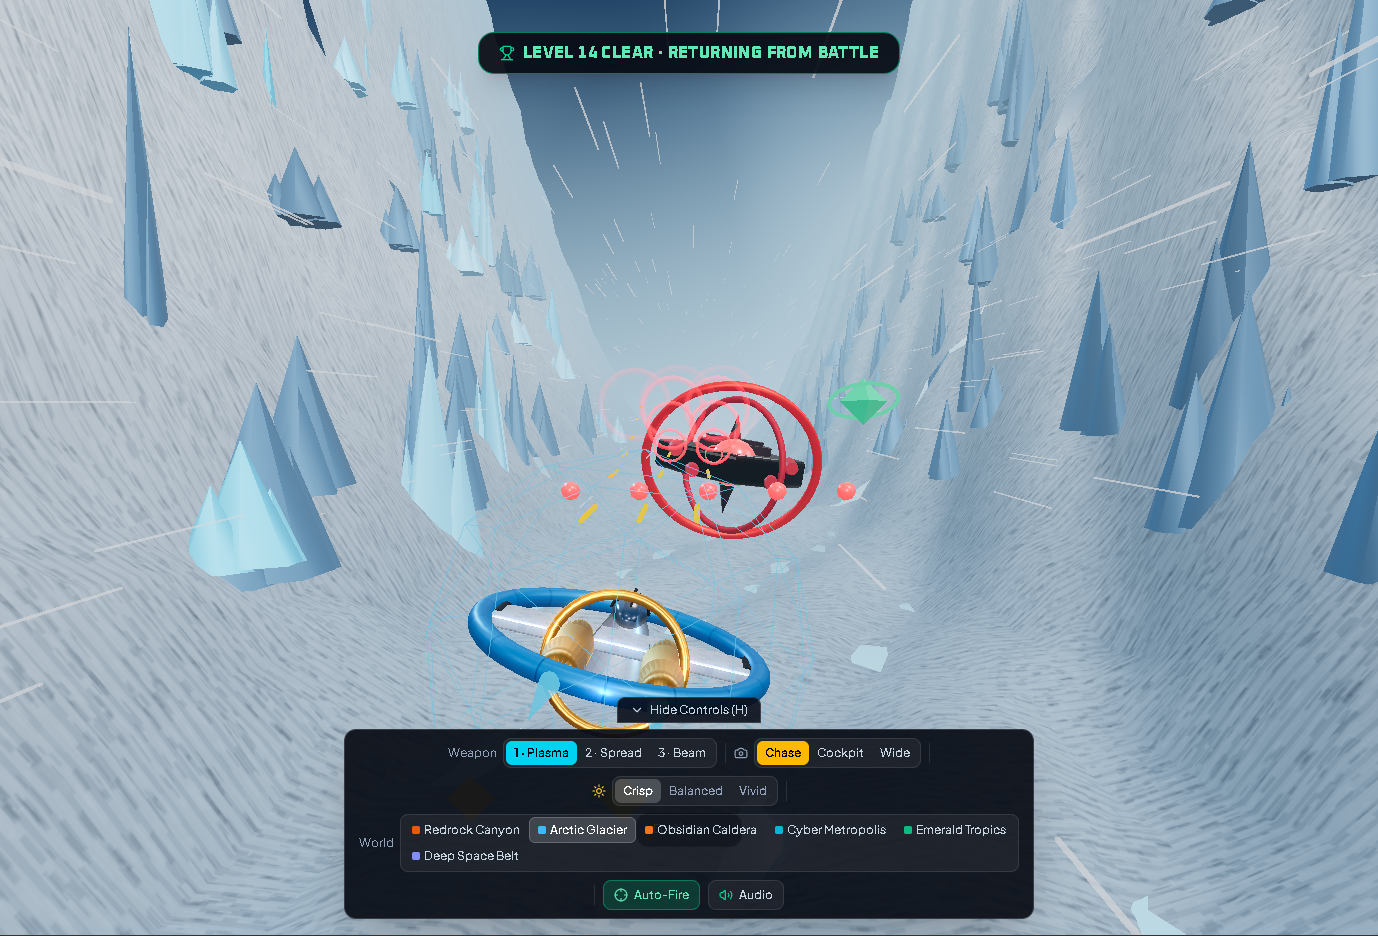 LEVEL 14 CLEAR · RETURNING FROM BATTLE
Hide Controls (H)
Weapon 1 · Plasma 2 · Spread 3 · Beam Chase Cockpit Wide
Crisp Balanced Vivid
World Redrock Canyon Arctic Glacier Obsidian Caldera Cyber Metropolis Emerald Tropics
Deep Space Belt
Auto-Fire Audio